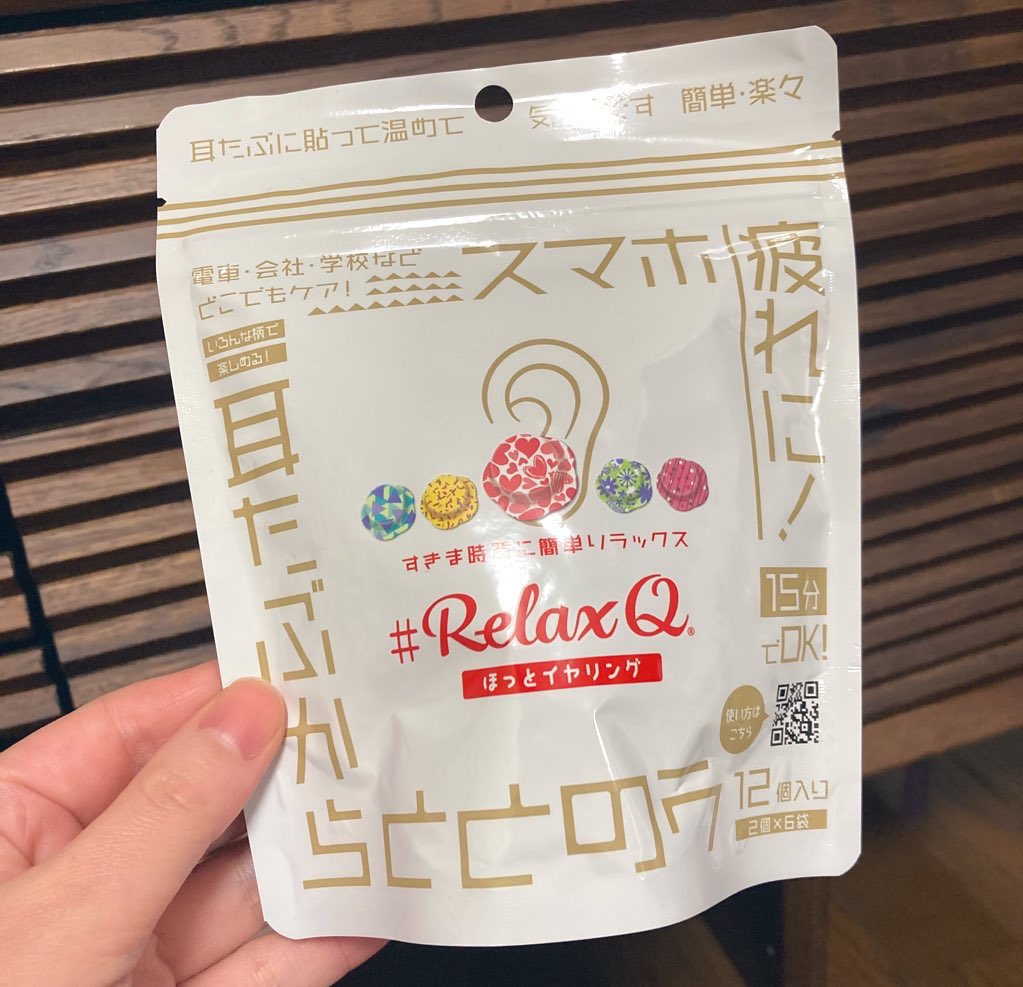 耳たぶに貼って温めて
す 簡単・楽々
電車・会社・学校など
どこでもケア!
スマホ疲れに!
いろんな柄で
楽しめる!
耳たぶからととのう
すきま時間に簡単リラックス
#RelaxQ®
ほっとイヤリング
15分
でOK!
使い方は
こちら
12個入り
2個×6袋